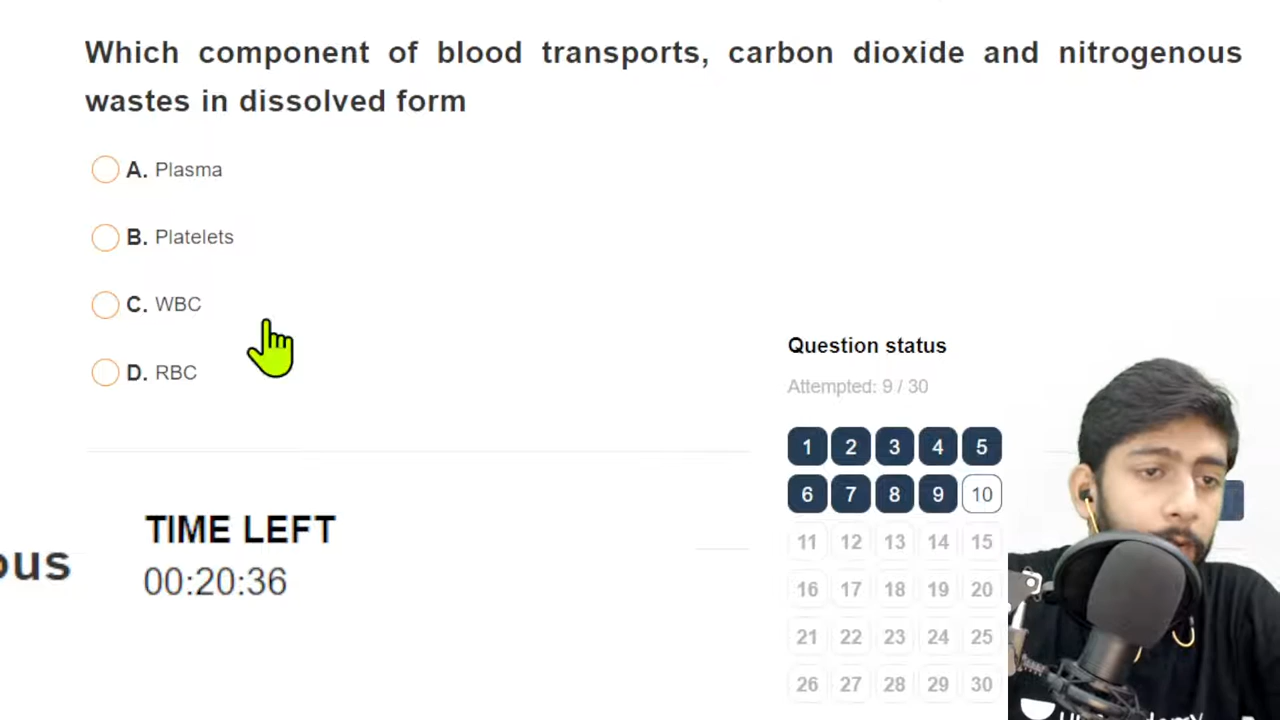 Which component of blood transports, carbon dioxide and nitrogenous
wastes in dissolved form
A. Plasma
B. Platelets
C. WBC
D. RBC
Question status
Attempted: 9 / 30
1 2 3 4 5
6 7 8 9 10
11 12 13 14 15
16 17 18 19 20
21 22 23 24 25
26 27 28 29 30
TIME LEFT
00:20:36
ous